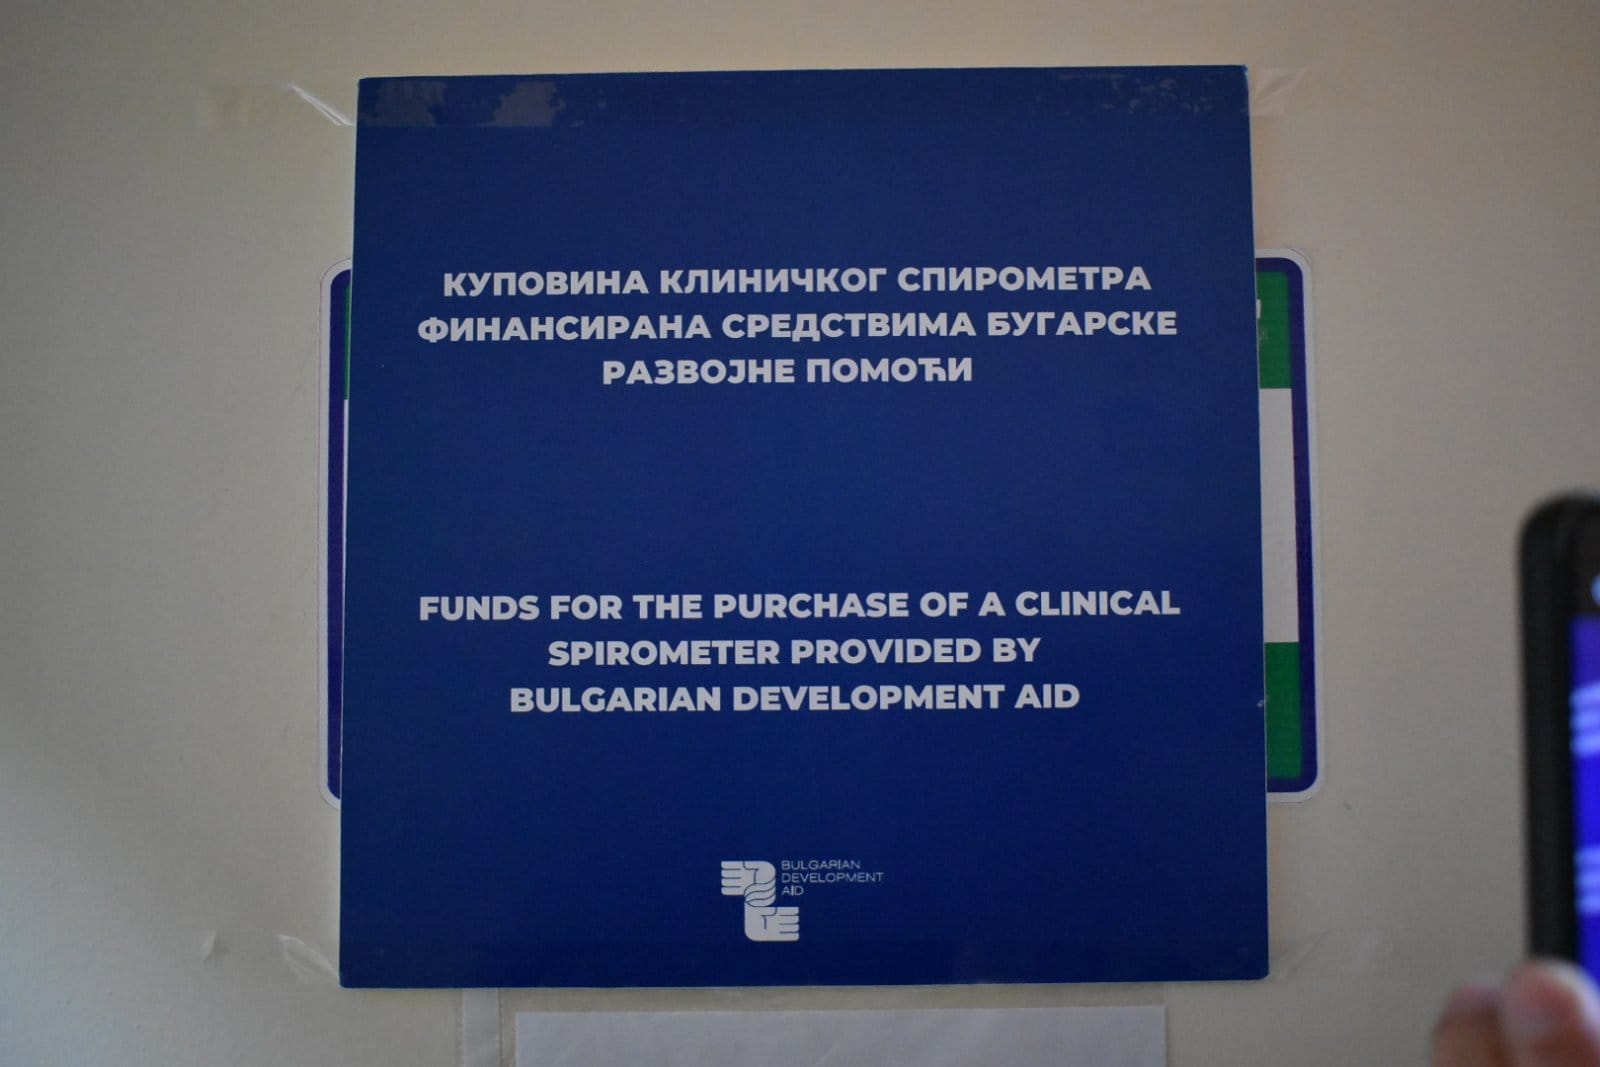 КУПОВИНА КЛИНИЧКОГ СПИРОМЕТРА
ФИНАНСИРАНА СРЕДСТВИМА БУГАРСКЕ
РАЗВОЈНЕ ПОМОЋИ
FUNDS FOR THE PURCHASE OF A CLINICAL
SPIROMETER PROVIDED BY
BULGARIAN DEVELOPMENT AID
BULGARIAN
DEVELOPMENT
AID